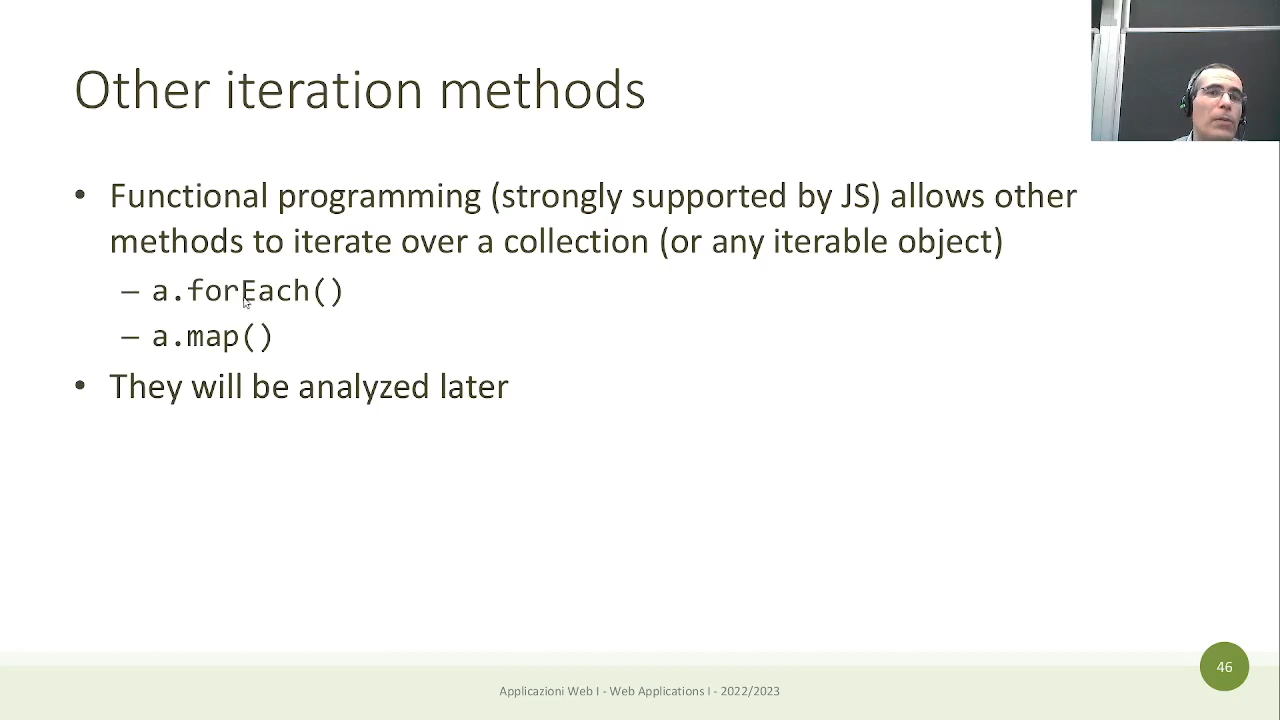 Other iteration methods
• Functional programming (strongly supported by JS) allows other
methods to iterate over a collection (or any iterable object)
– a.forEach()
– a.map()
• They will be analyzed later
46
Applicazioni Web I - Web Applications I - 2022/2023